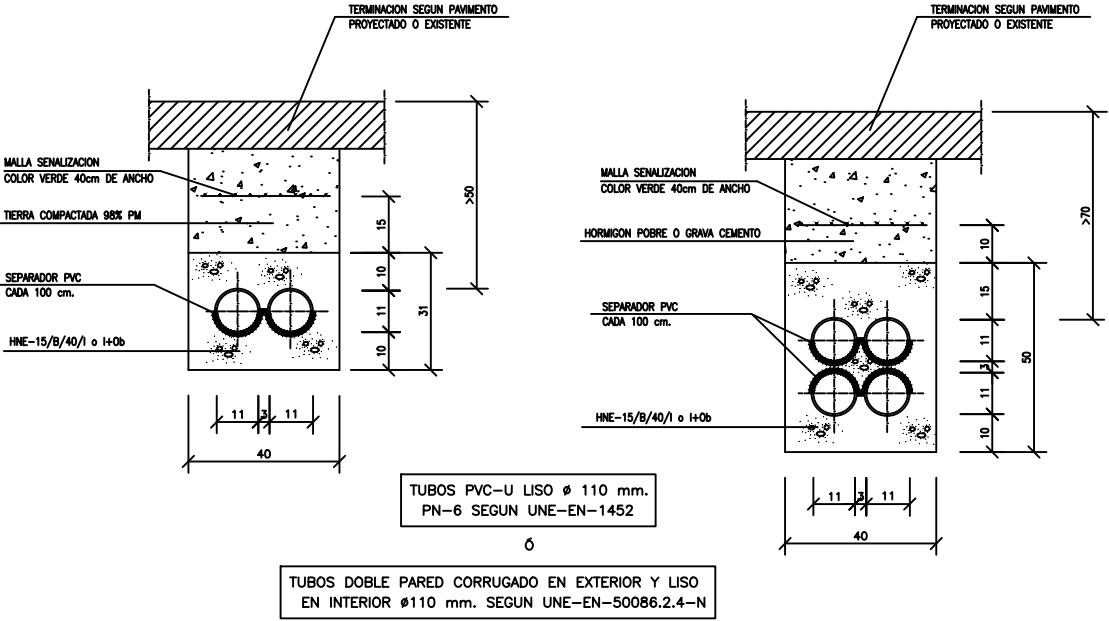 TERMINACION SEGUN PAVIMENTO
PROYECTADO O EXISTENTE
MALLA SENALIZACION
COLOR VERDE 40cm DE ANCHO
TIERRA COMPACTADA 98% PM
SEPARADOR PVC
CADA 100 cm.
HNE-15/B/40/I o I+Ob
>50
15
10
11
10
31
11
3
11
40
TERMINACION SEGUN PAVIMENTO
PROYECTADO O EXISTENTE
MALLA SENALIZACION
COLOR VERDE 40cm DE ANCHO
HORMIGON POBRE O GRAVA CEMENTO
SEPARADOR PVC
CADA 100 cm.
HNE-15/B/40/I o I+Ob
>70
10
15
11
3
11
10
50
11
3
11
40
TUBOS PVC-U LISO ø 110 mm.
PN-6 SEGUN UNE-EN-1452
Ó
TUBOS DOBLE PARED CORRUGADO EN EXTERIOR Y LISO
EN INTERIOR ø110 mm. SEGUN UNE-EN-50086.2.4-N